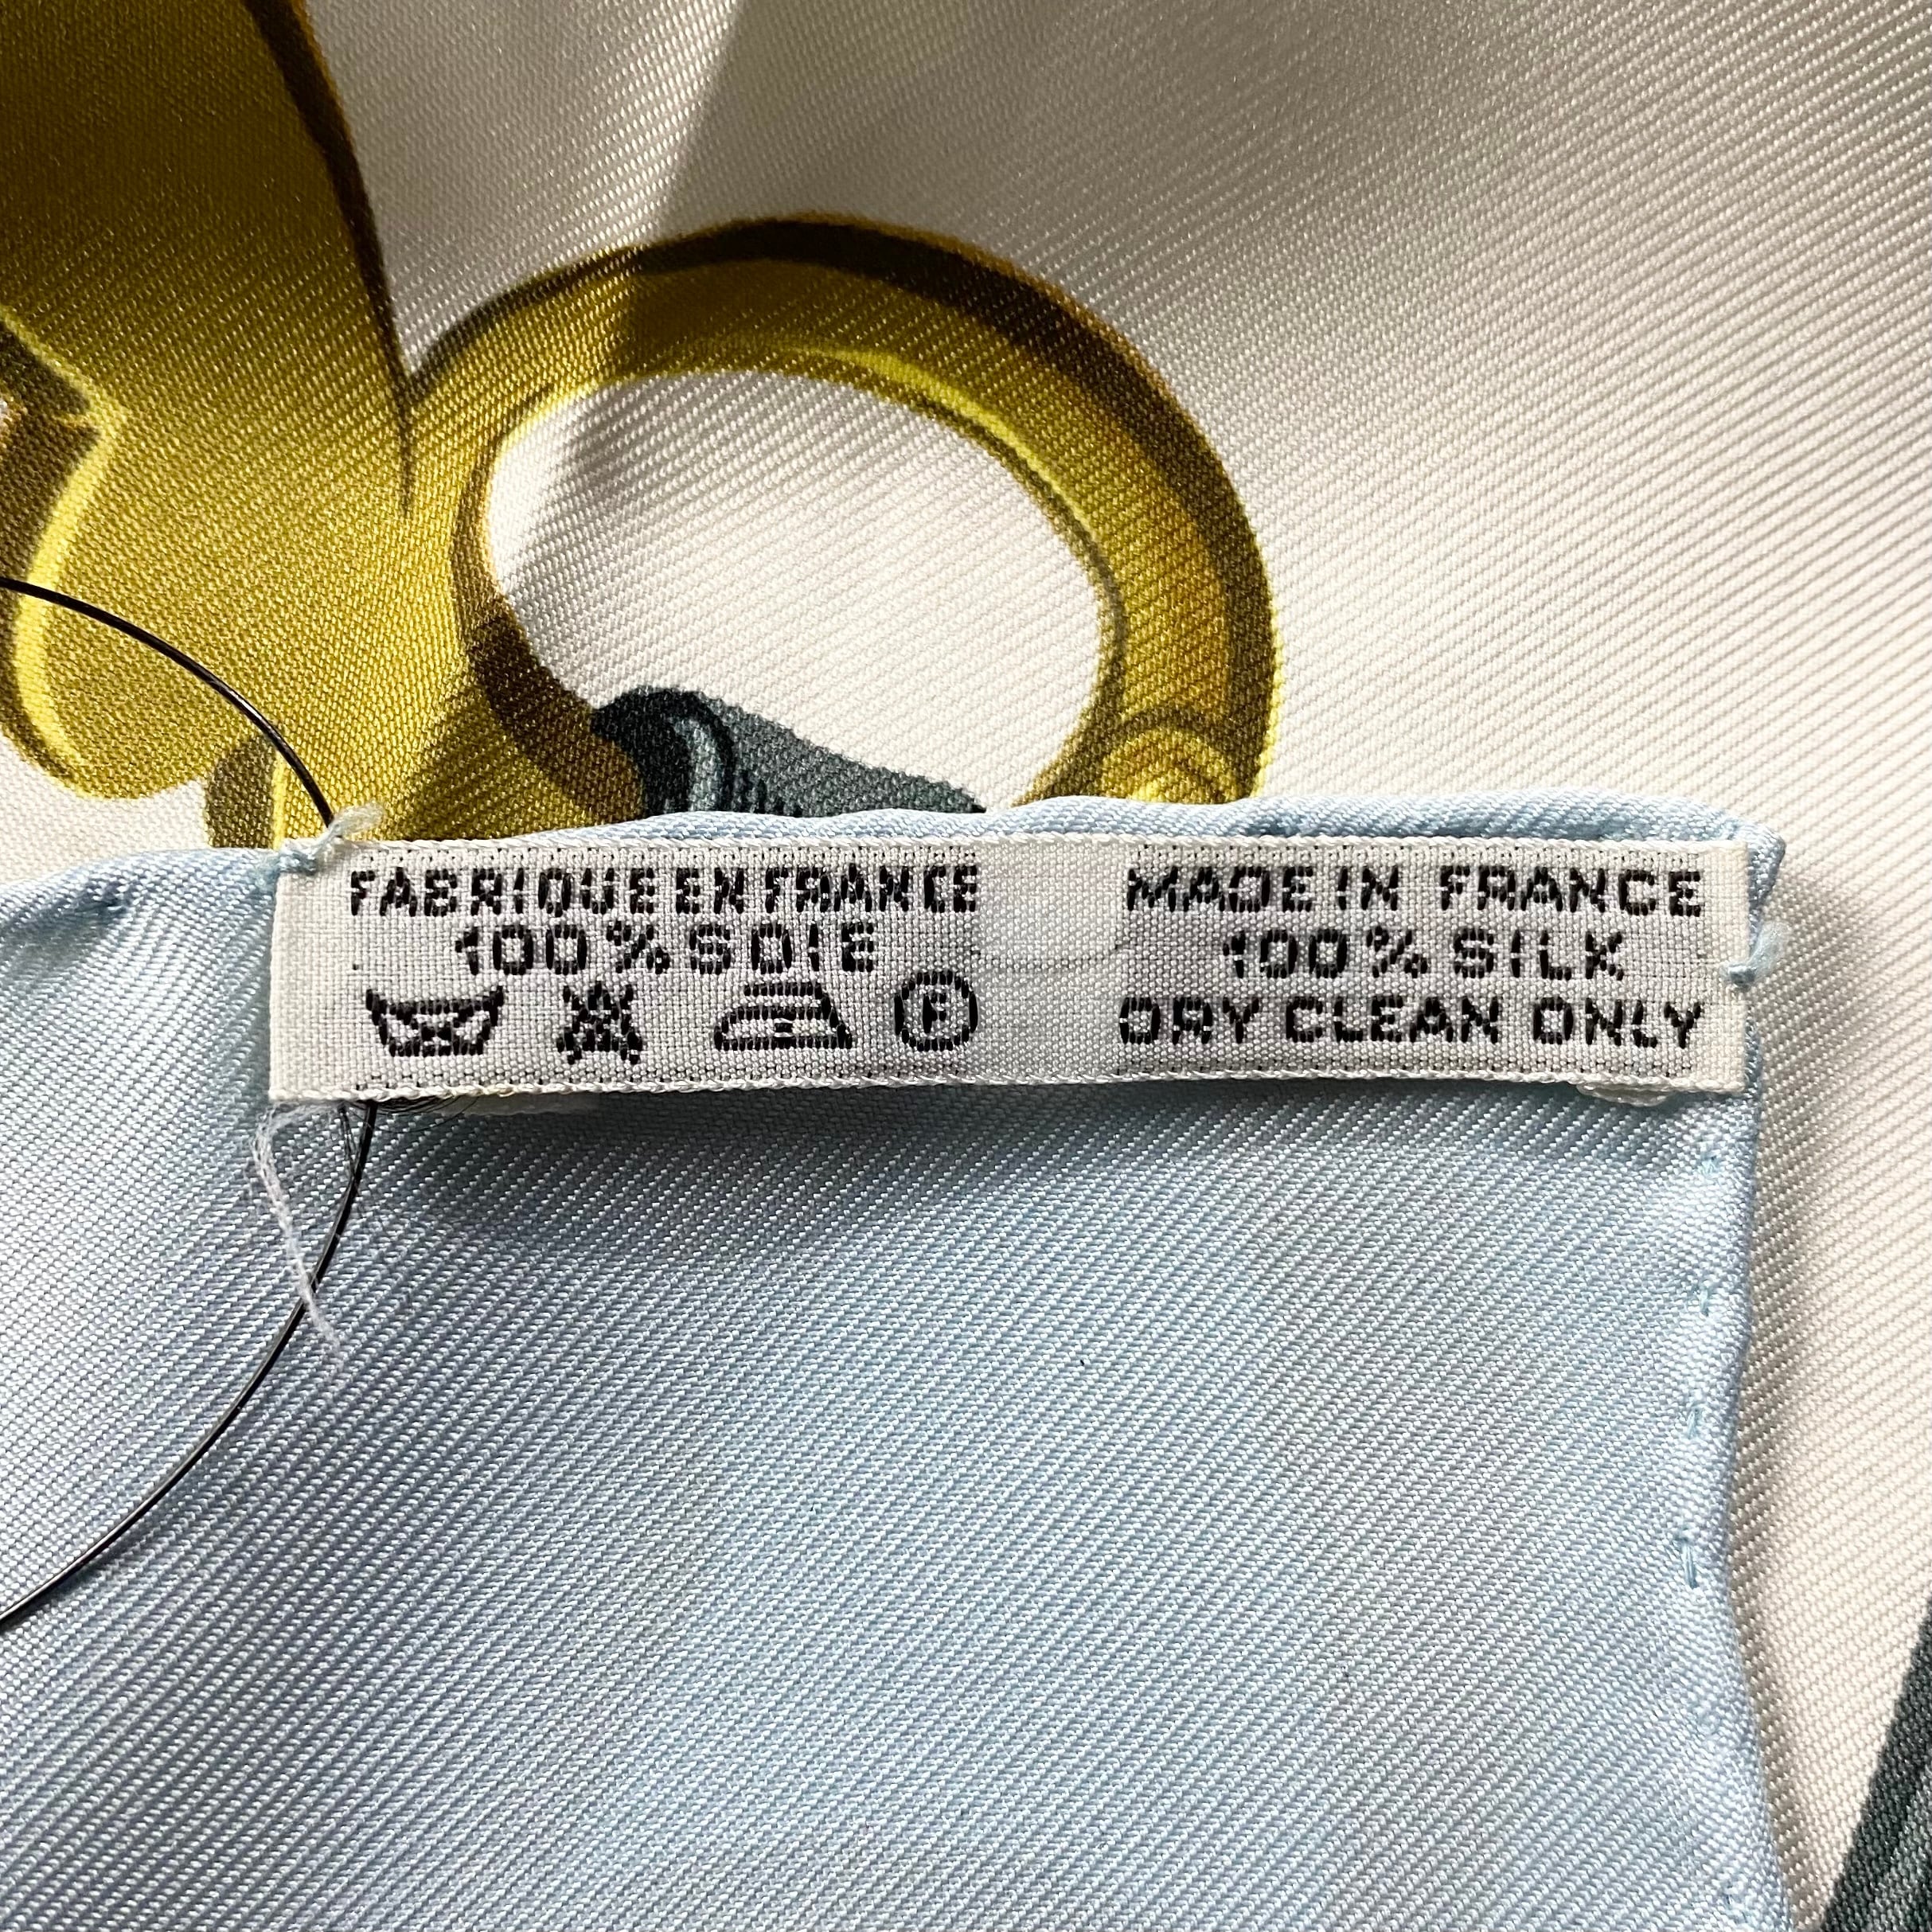 FABRIQUE EN FRANCE
100% SOIE
F
MADE IN FRANCE
100% SILK
DRY CLEAN ONLY